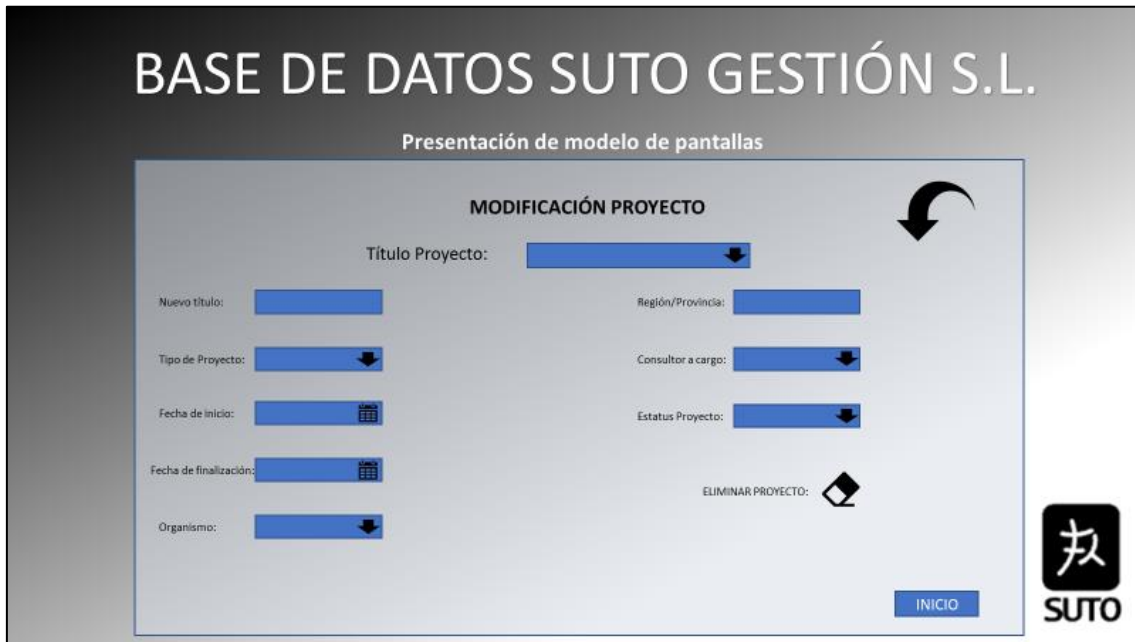 BASE DE DATOS SUTO GESTIÓN S.L.
Presentación de modelo de pantallas
MODIFICACIÓN PROYECTO
Título Proyecto:
Nuevo título:
Región/Provincia:
Tipo de Proyecto:
Consultor a cargo:
Fecha de inicio:
Estatus Proyecto:
Fecha de finalización:
ELIMINAR PROYECTO:
Organismo:
INICIO
SUTO